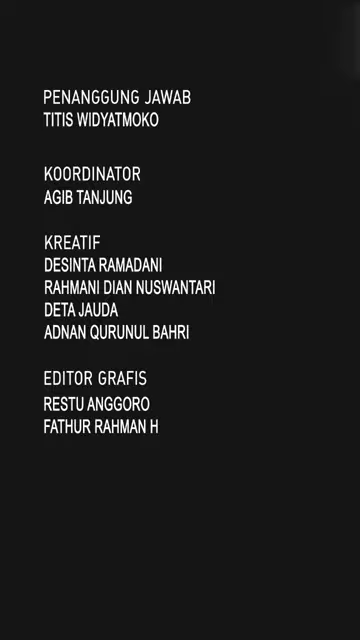 PENANGGUNG JAWAB
TITIS WIDYATMOKO
KOORDINATOR
AGIB TANJUNG
KREATIF
DESINTA RAMADANI
RAHMANI DIAN NUSWANTARI
DETA JAUDA
ADNAN QURUNUL BAHRI
EDITOR GRAFIS
RESTU ANGGORO
FATHUR RAHMAN H